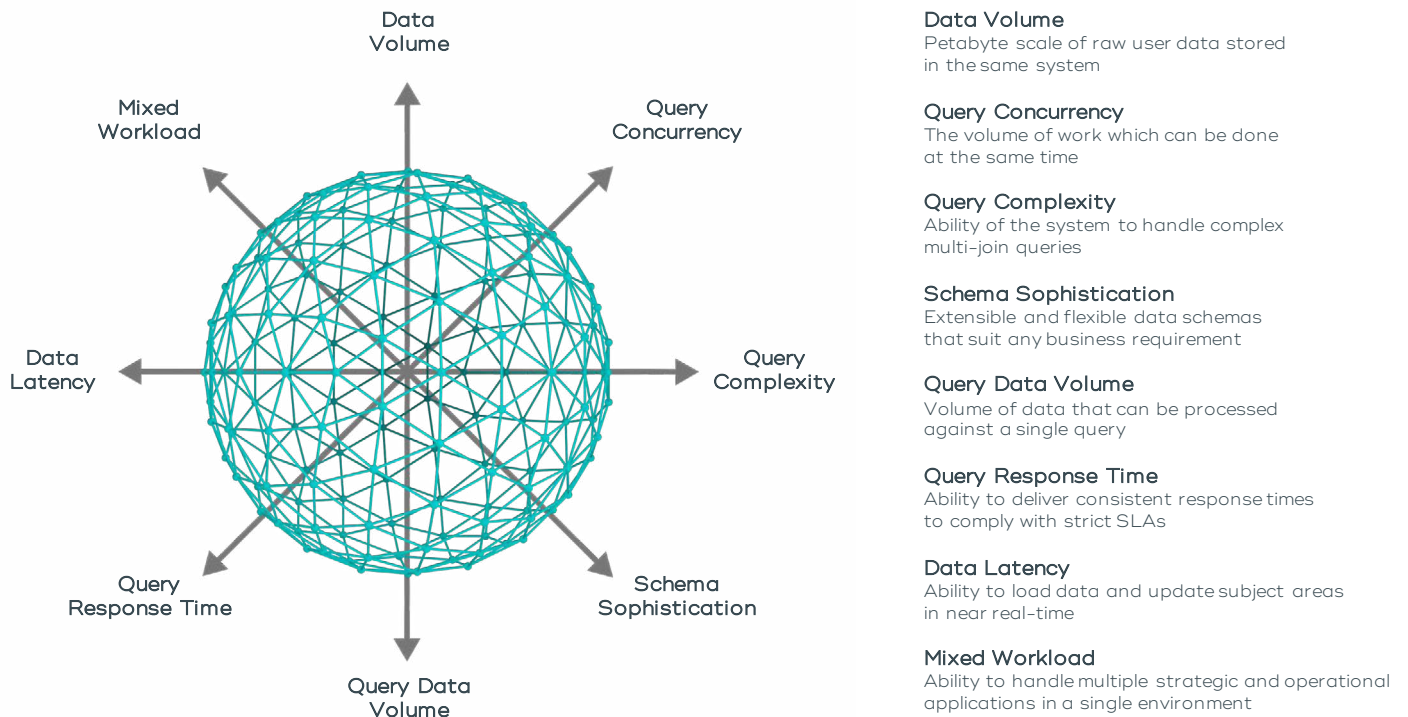 Data
Volume
Mixed
Workload
Query
Concurrency
Data
Latency
Query
Complexity
Query
Response Time
Schema
Sophistication
Query Data
Volume
Data Volume
Petabyte scale of raw user data stored
in the same system
Query Concurrency
The volume of work which can be done
at the same time
Query Complexity
Ability of the system to handle complex
multi-join queries
Schema Sophistication
Extensible and flexible data schemas
that suit any business requirement
Query Data Volume
Volume of data that can be processed
against a single query
Query Response Time
Ability to deliver consistent response times
to comply with strict SLAs
Data Latency
Ability to load data and update subject areas
in near real-time
Mixed Workload
Ability to handle multiple strategic and operational
applications in a single environment